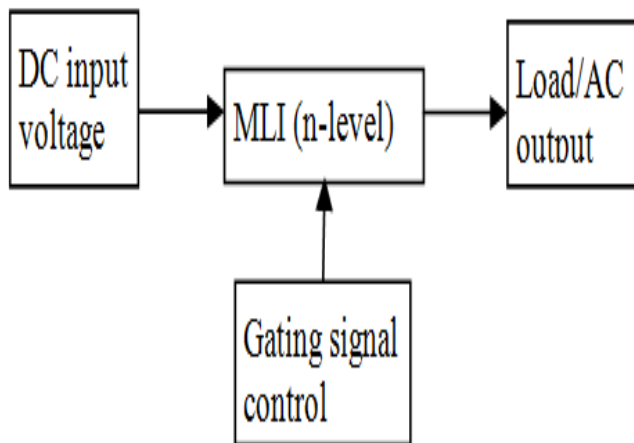 DC input
voltage
MLI (n-level)
Load/AC
output
Gating signal
control